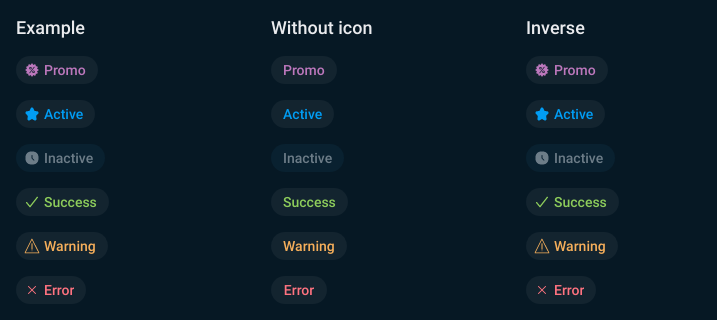 Example Without icon Inverse
Promo Promo Promo
Active Active Active
Inactive Inactive Inactive
Success Success Success
Warning Warning Warning
Error Error Error